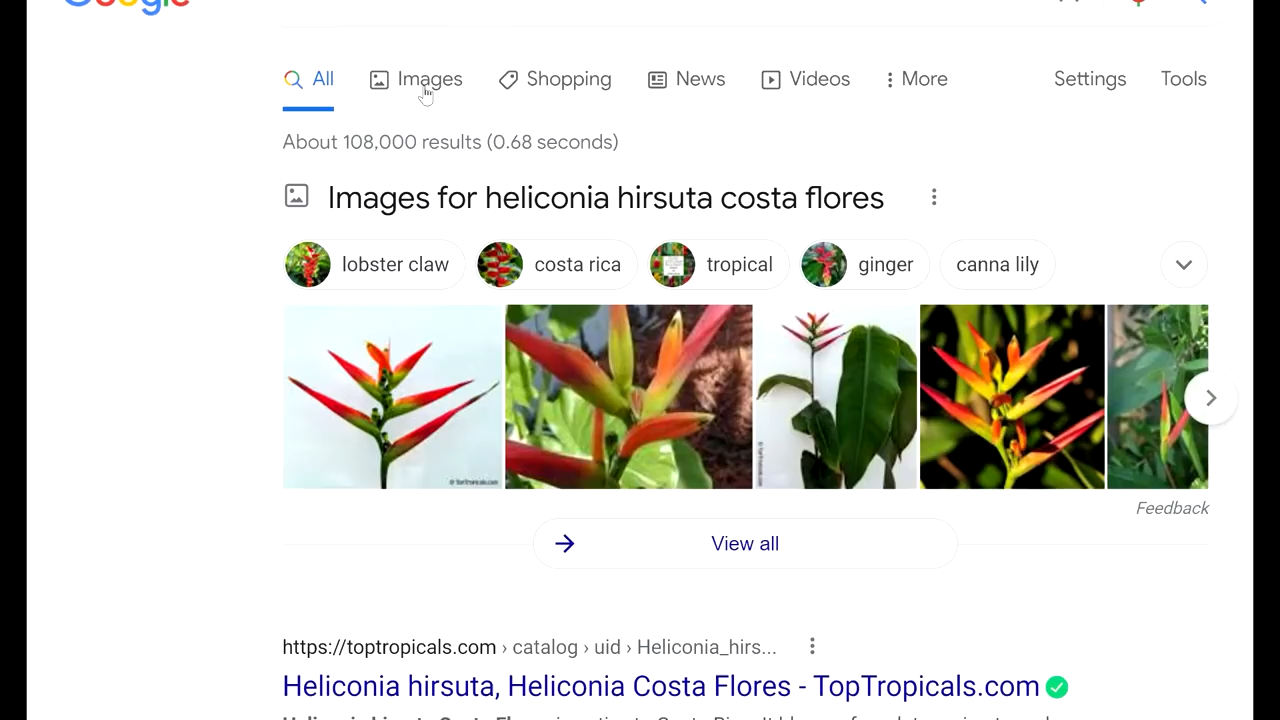 All Images Shopping News Videos More Settings Tools
About 108,000 results (0.68 seconds)
Images for heliconia hirsuta costa flores
lobster claw costa rica tropical ginger canna lily
Feedback
View all
https://toptropicals.com › catalog › uid › Heliconia_hirs...
Heliconia hirsuta, Heliconia Costa Flores - TopTropicals.com